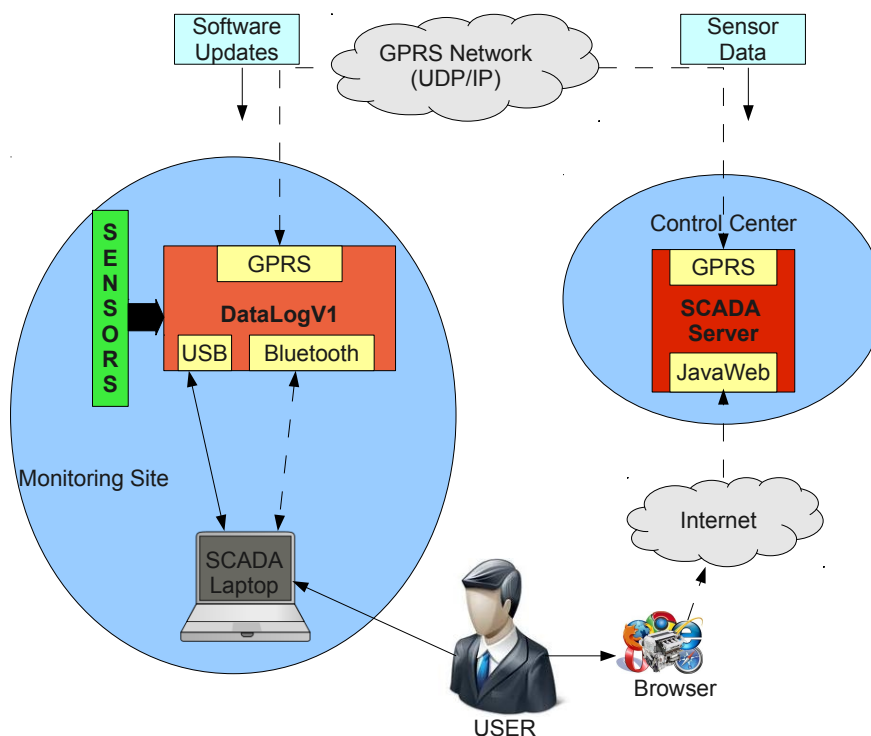 Software
Updates
GPRS Network
(UDP/IP)
Sensor
Data
SENSORS
GPRS
DataLogV1
USB
Bluetooth
Monitoring Site
SCADA
Laptop
Control Center
GPRS
SCADA
Server
JavaWeb
Internet
Browser
USER